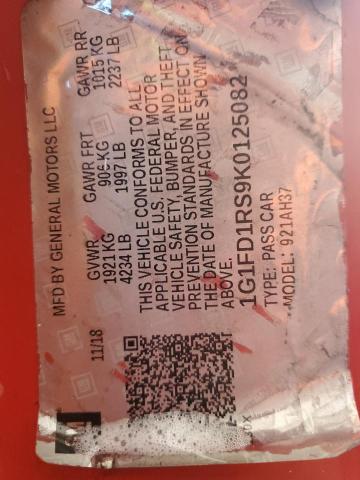 MFD BY GENERAL MOTORS LLC
11/18 GVWR GAWR FRT GAWR RR
1921 KG 906 KG 1015 KG
4234 LB 1997 LB 2237 LB
THIS VEHICLE CONFORMS TO ALL
APPLICABLE U.S. FEDERAL MOTOR
VEHICLE SAFETY, BUMPER, AND THEFT
PREVENTION STANDARDS IN EFFECT ON
THE DATE OF MANUFACTURE SHOWN
ABOVE.
1G1FD1RS9K0125082
TYPE: PASS CAR
MODEL: 921AH37